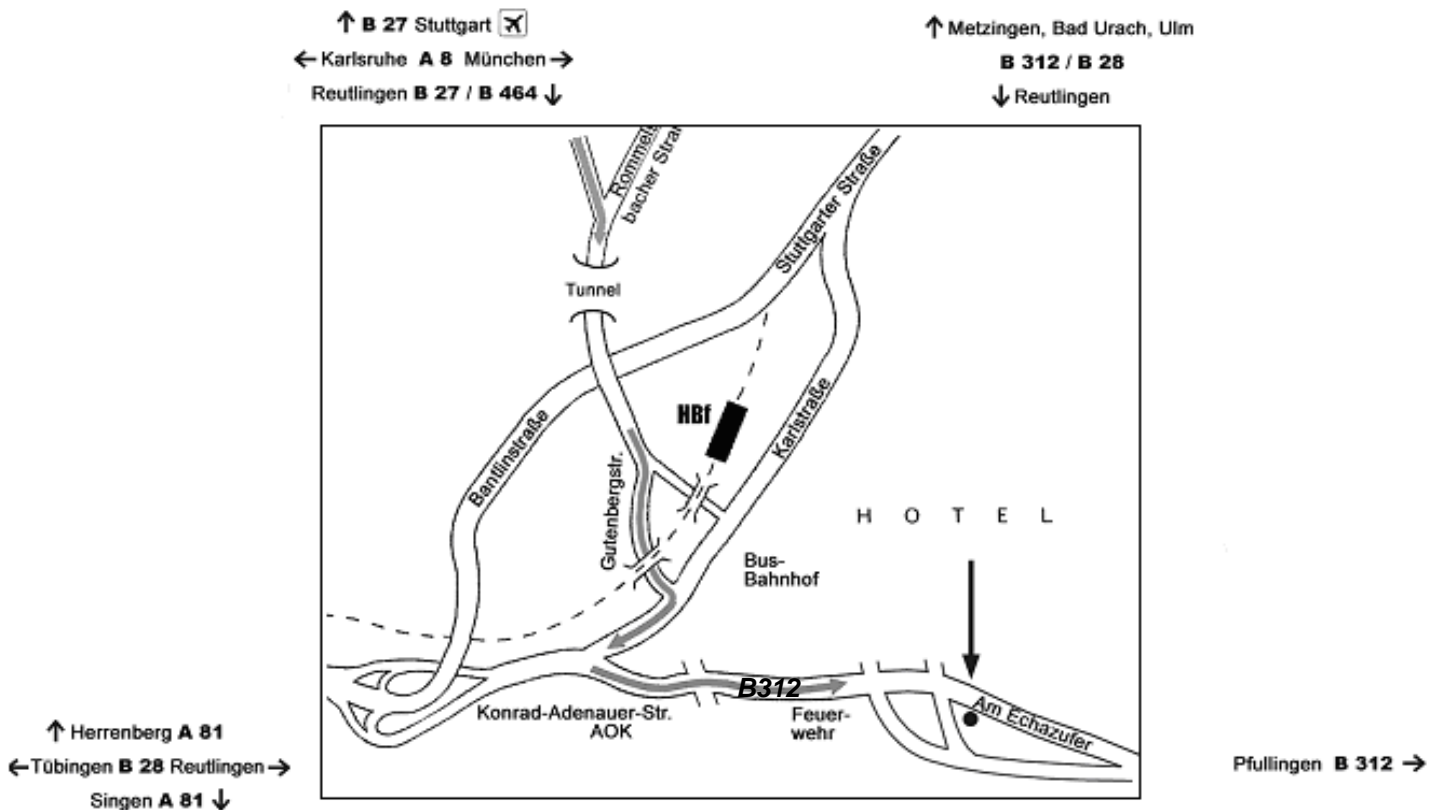 ↑ B 27 Stuttgart
← Karlsruhe A 8 München →
Reutlingen B 27 / B 464 ↓
↑ Metzingen, Bad Urach, Ulm
B 312 / B 28
↓ Reutlingen
bacher
Stuttgarter Straße
Tunnel
HBf
Karlstraße
Bantlinstraße
Gutenbergstr.
HOTEL
Bus-
Bahnhof
B312
Konrad-Adenauer-Str.
AOK
Feuer-
wehr
Am Echazufer
↑ Herrenberg A 81
← Tübingen B 28 Reutlingen →
Singen A 81 ↓
Pfullingen B 312 →